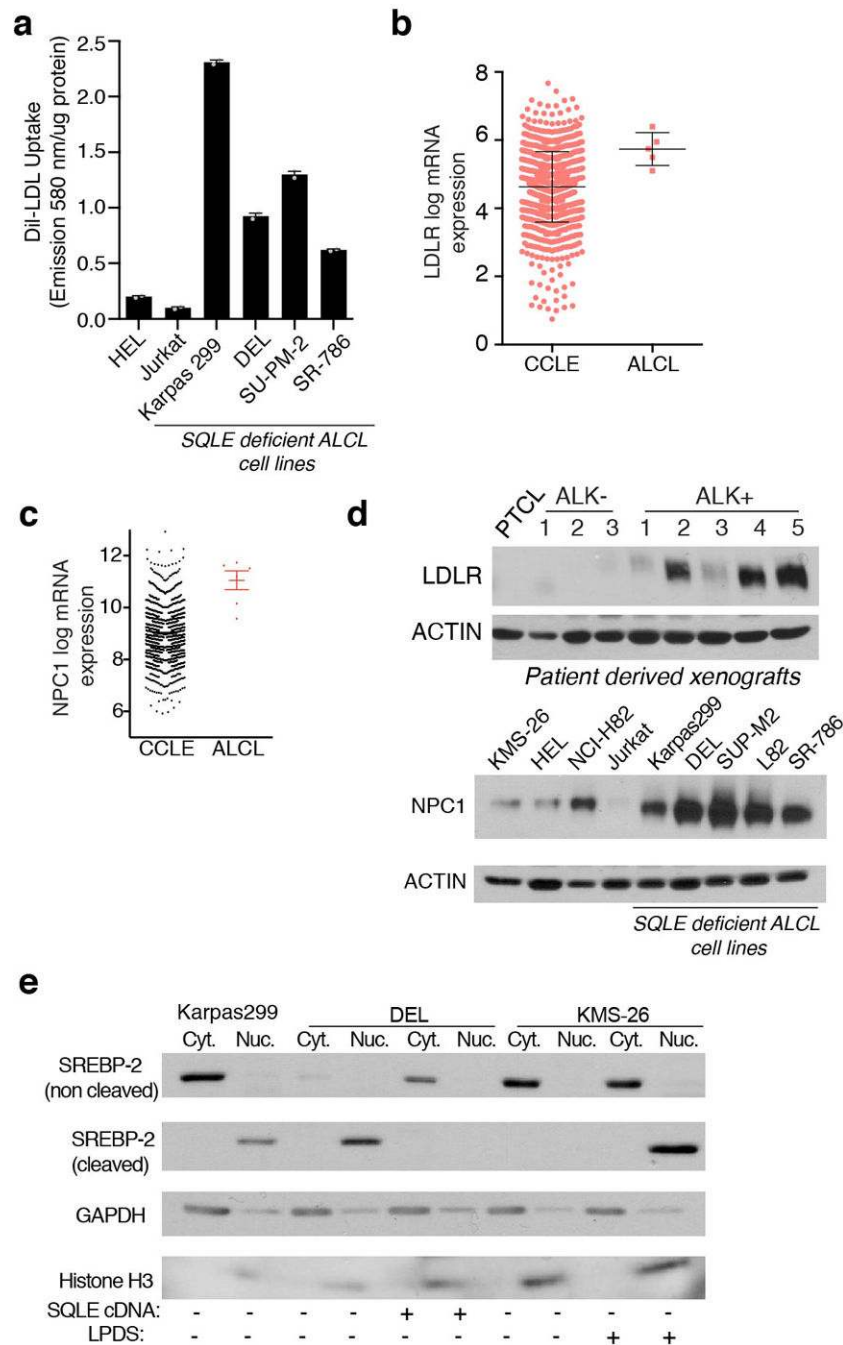 a
Dil-LDL Uptake
(Emission 580 nm/ug protein)
2.5
2.0
1.5
1.0
0.5
0.0
HEL
Jurkat
Karpas 299
DEL
SU-PM-2
SR-786
SQLE deficient ALCL
cell lines
b
LDLR log mRNA
expression
8
6
4
2
0
CCLE
ALCL
c
NPC1 log mRNA
expression
12
10
8
6
CCLE
ALCL
d
PTCL
ALK-
ALK+
1 2 3 1 2 3 4 5
LDLR
ACTIN
Patient derived xenografts
KMS-26
HEL
NCI-H82
Jurkat
Karpas299
DEL
SUP-M2
L82
SR-786
NPC1
ACTIN
SQLE deficient ALCL
cell lines
e
Karpas299 DEL KMS-26
Cyt. Nuc. Cyt. Nuc. Cyt. Nuc. Cyt. Nuc. Cyt. Nuc.
SREBP-2
(non cleaved)
SREBP-2
(cleaved)
GAPDH
Histone H3
SQLE cDNA: - - - - + + - - - -
LPDS: - - - - - - - - + +